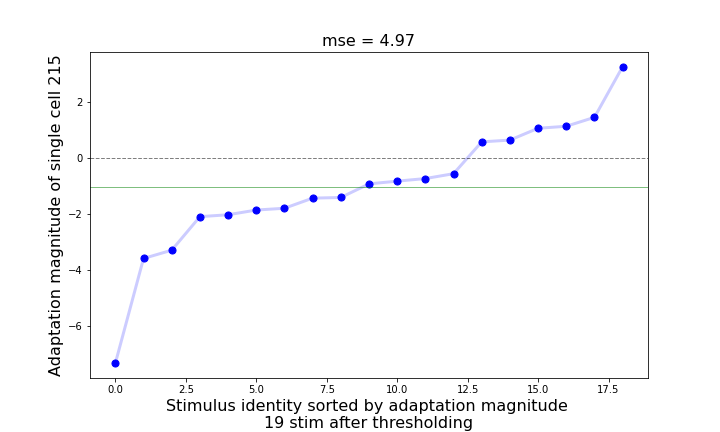 mse = 4.97
Adaptation magnitude of single cell 215
2
0
−2
−4
−6
0.0 2.5 5.0 7.5 10.0 12.5 15.0 17.5
Stimulus identity sorted by adaptation magnitude
19 stim after thresholding